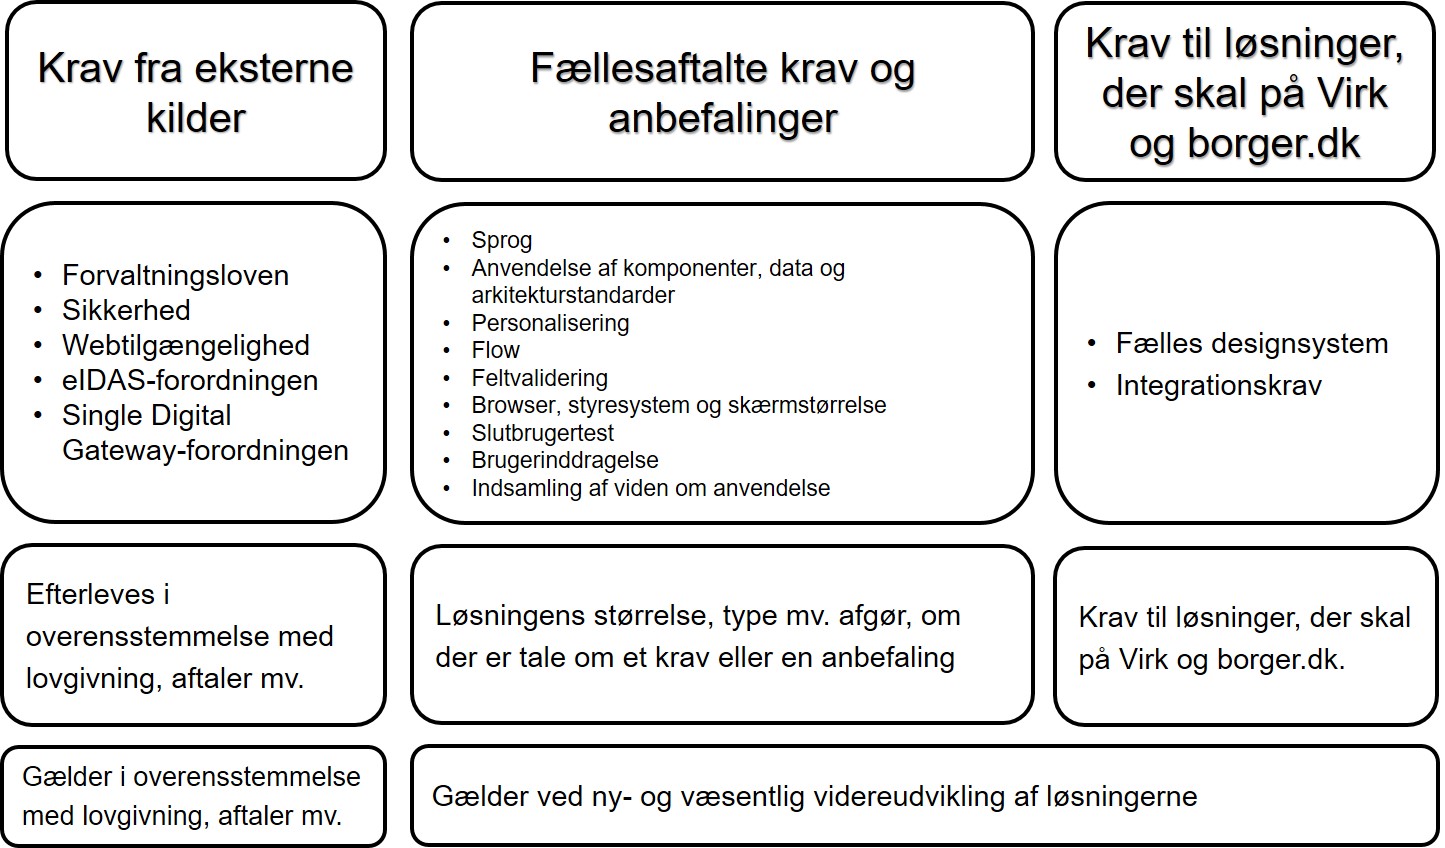 Krav fra eksterne
kilder
Fællesaftalte krav og
anbefalinger
Krav til løsninger,
der skal på Virk
og borger.dk
• Forvaltningsloven
• Sikkerhed
• Webtilgængelighed
• eIDAS-forordningen
• Single Digital
Gateway-forordningen
• Sprog
• Anvendelse af komponenter, data og
arkitekturstandarder
• Personalisering
• Flow
• Feltvalidering
• Browser, styresystem og skærmstørrelse
• Slutbrugertest
• Brugerinddragelse
• Indsamling af viden om anvendelse
• Fælles designsystem
• Integrationskrav
Efterleves i
overensstemmelse med
lovgivning, aftaler mv.
Løsningens størrelse, type mv. afgør, om
der er tale om et krav eller en anbefaling
Krav til løsninger, der skal
på Virk og borger.dk.
Gælder i overensstemmelse
med lovgivning, aftaler mv.
Gælder ved ny- og væsentlig videreudvikling af løsningerne